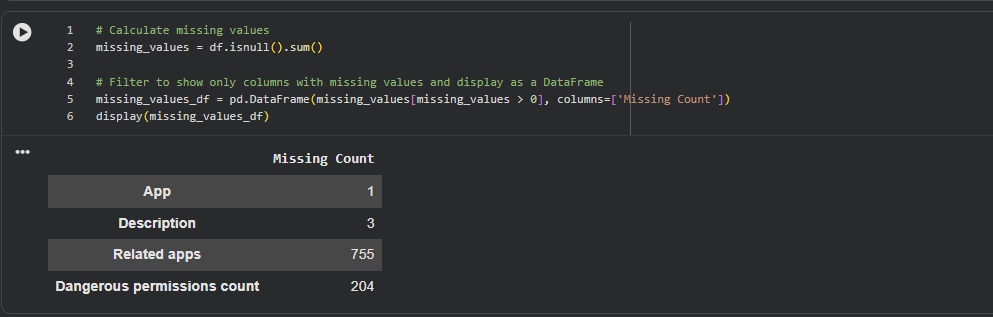 1 # Calculate missing values
2 missing_values = df.isnull().sum()
3
4 # Filter to show only columns with missing values and display as a DataFrame
5 missing_values_df = pd.DataFrame(missing_values[missing_values > 0], columns=['Missing Count'])
6 display(missing_values_df)
Missing Count
App 1
Description 3
Related apps 755
Dangerous permissions count 204